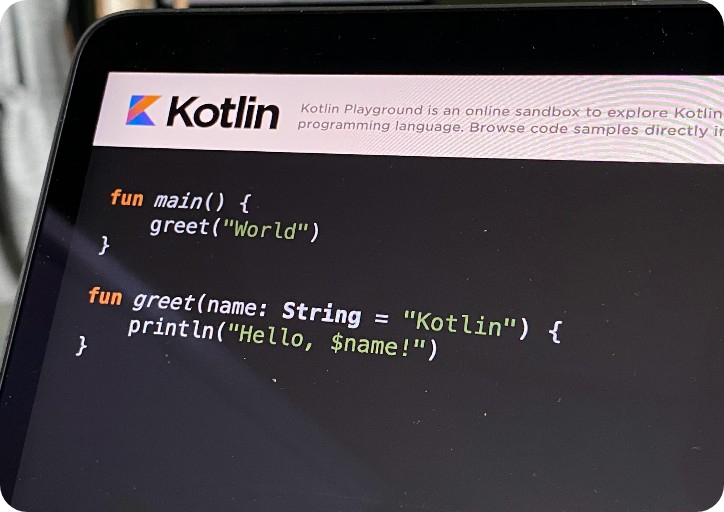 Kotlin
Kotlin Playground is an online sandbox to explore Kotlin
programming language. Browse code samples directly in
fun main() {
    greet("World")
}
fun greet(name: String = "Kotlin") {
    println("Hello, $name!")
}